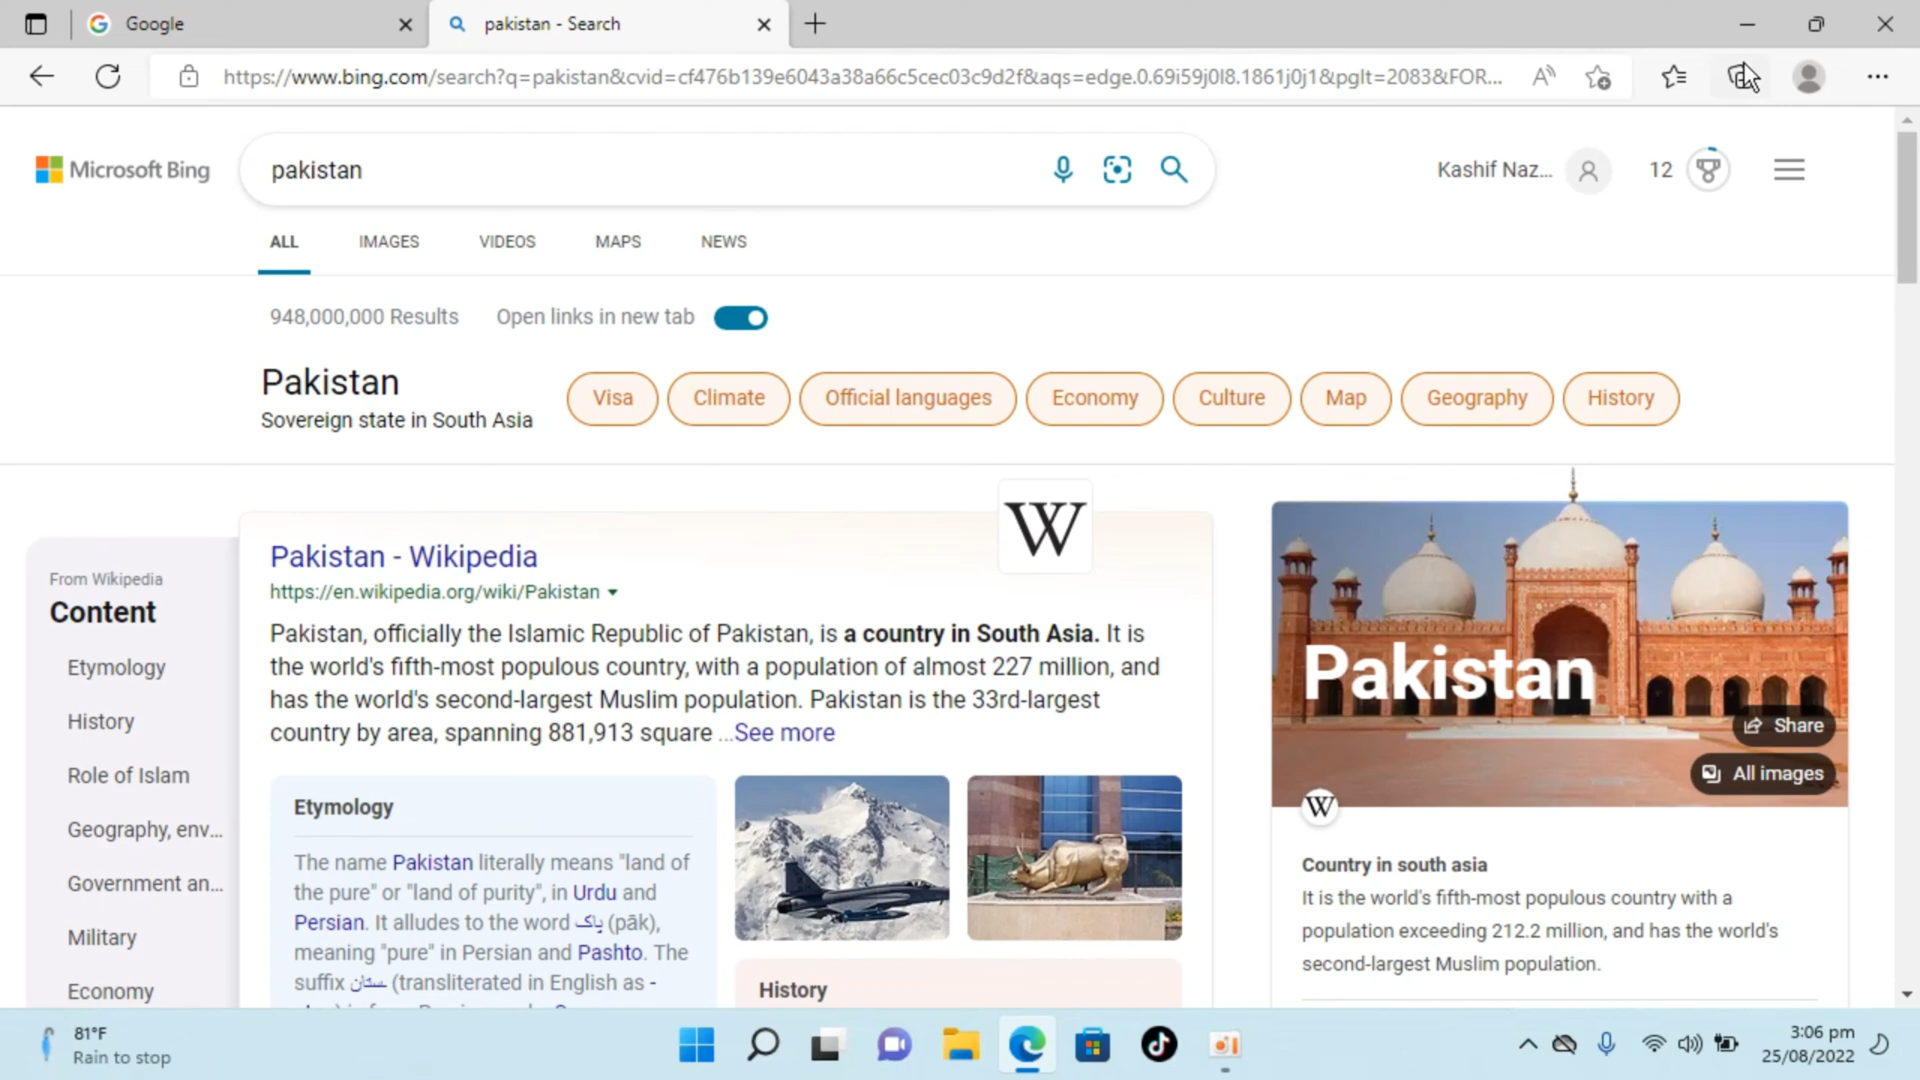 Google
pakistan - Search
https://www.bing.com/search?q=pakistan&cvid=cf476b139e6043a38a66c5cec03c9d2f&aqs=edge.0.69i59j0l8.1861j0j1&pglt=2083&FOR...
Microsoft Bing
pakistan
Kashif Naz...
12
ALL IMAGES VIDEOS MAPS NEWS
948,000,000 Results Open links in new tab
Pakistan
Sovereign state in South Asia
Visa Climate Official languages Economy Culture Map Geography History
From Wikipedia
Content
Etymology
History
Role of Islam
Geography, env...
Government an...
Military
Economy
W
Pakistan - Wikipedia
https://en.wikipedia.org/wiki/Pakistan
Pakistan, officially the Islamic Republic of Pakistan, is a country in South Asia. It is
the world's fifth-most populous country, with a population of almost 227 million, and
has the world's second-largest Muslim population. Pakistan is the 33rd-largest
country by area, spanning 881,913 square ...See more
Etymology
The name Pakistan literally means "land of
the pure" or "land of purity", in Urdu and
Persian. It alludes to the word پاک (pāk),
meaning "pure" in Persian and Pashto. The
suffix ستان (transliterated in English as -
History
Pakistan
Share
All images
W
Country in south asia
It is the world's fifth-most populous country with a
population exceeding 212.2 million, and has the world's
second-largest Muslim population.
81°F
Rain to stop
3:06 pm
25/08/2022